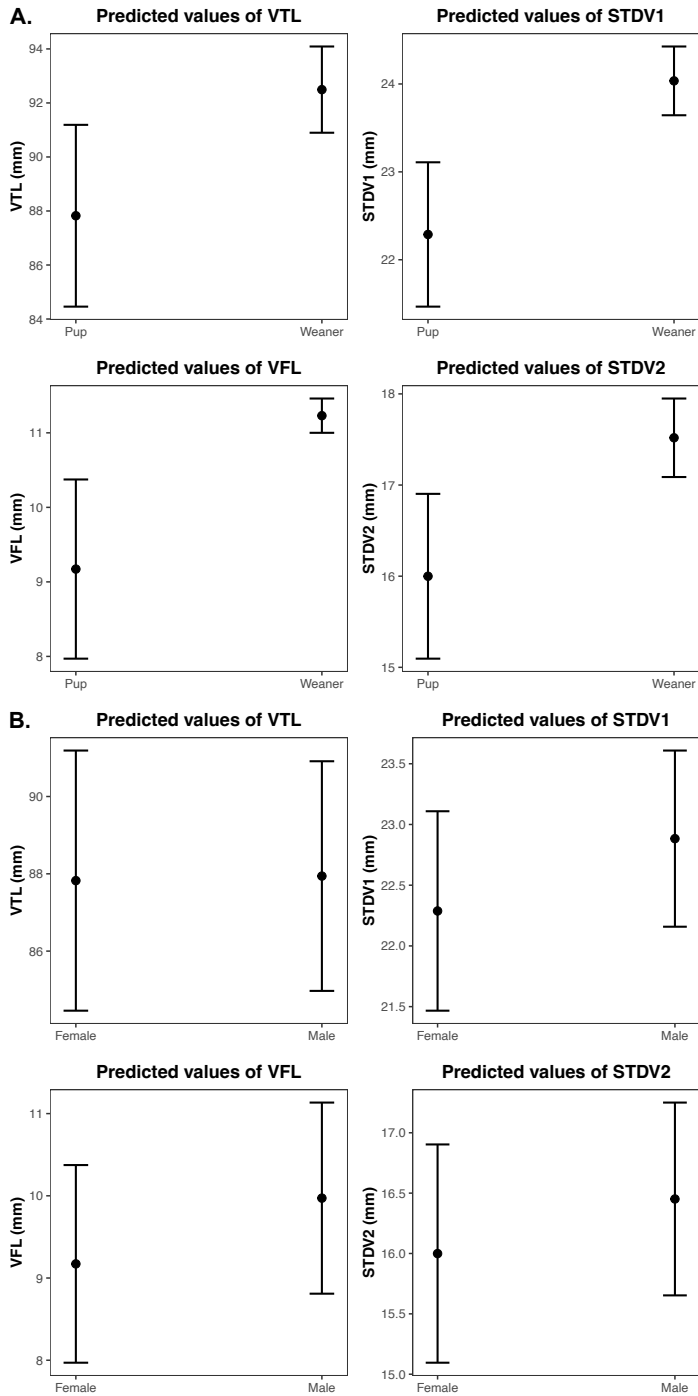 A.
Predicted values of VTL
VTL (mm)
94
92
90
88
86
84
Pup
Weaner
Predicted values of STDV1
STDV1 (mm)
24
23
22
Pup
Weaner
Predicted values of VFL
VFL (mm)
11
10
9
8
Pup
Weaner
Predicted values of STDV2
STDV2 (mm)
18
17
16
15
Pup
Weaner
B.
Predicted values of VTL
VTL (mm)
90
88
86
Female
Male
Predicted values of STDV1
STDV1 (mm)
23.5
23.0
22.5
22.0
21.5
Female
Male
Predicted values of VFL
VFL (mm)
11
10
9
8
Female
Male
Predicted values of STDV2
STDV2 (mm)
17.0
16.5
16.0
15.5
15.0
Female
Male